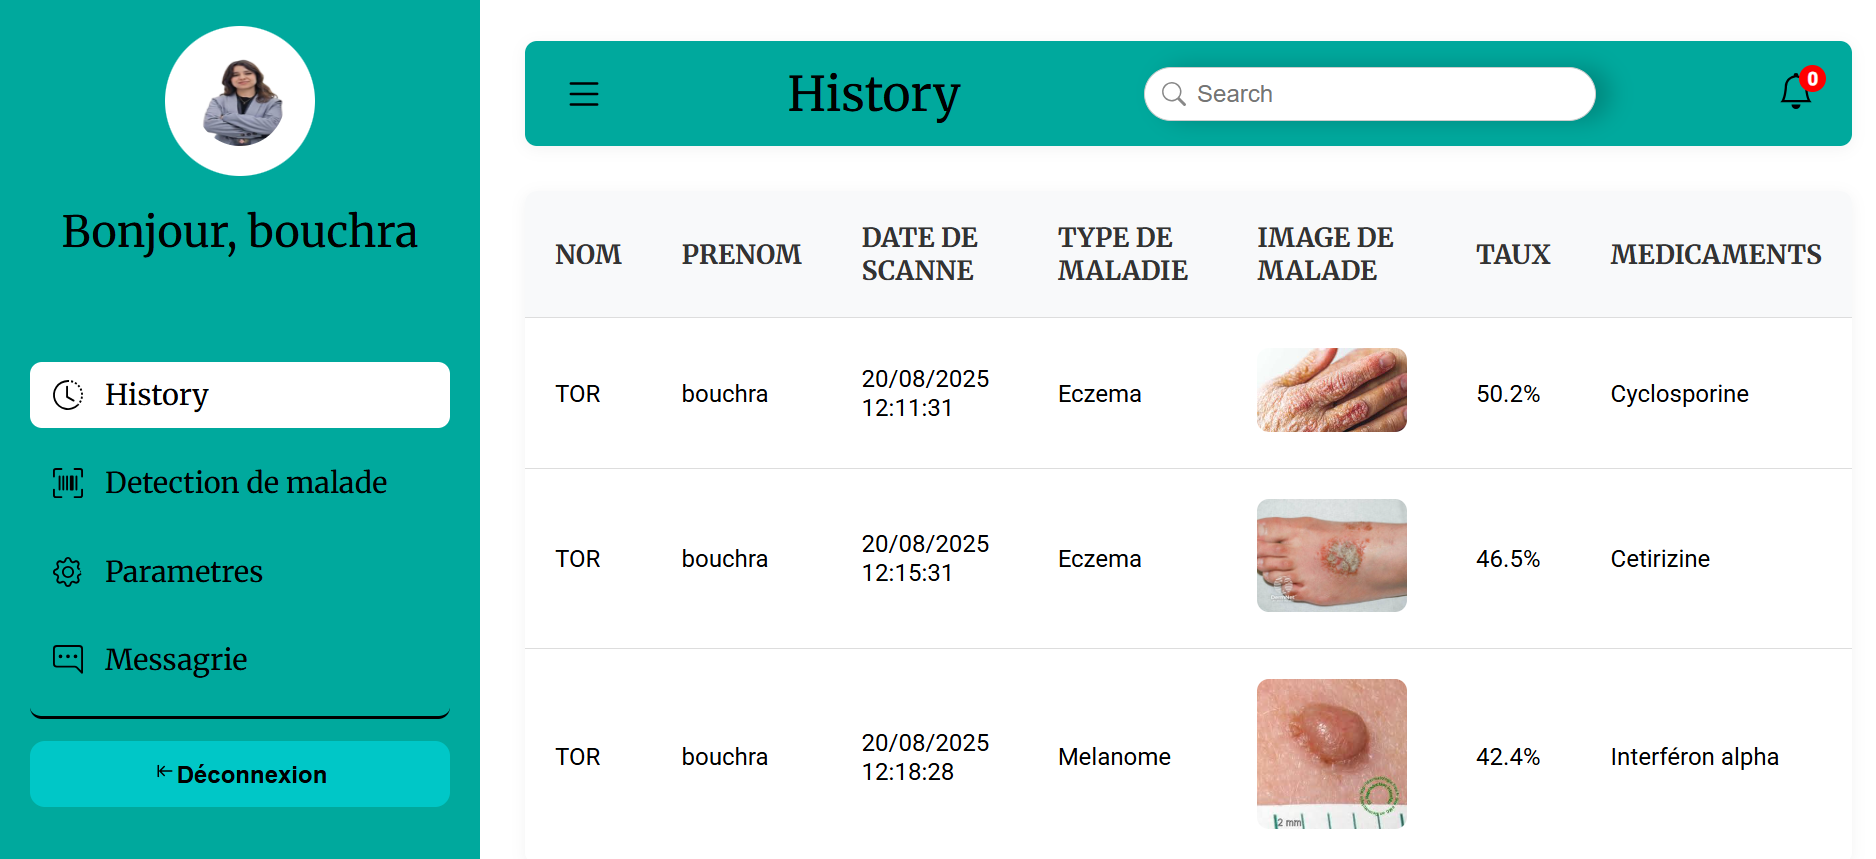 Bonjour, bouchra
History
Detection de malade
Parametres
Messagrie
Déconnexion
History
Search
0
NOM PRENOM DATE DE SCANNE TYPE DE MALADIE IMAGE DE MALADE TAUX MEDICAMENTS
TOR bouchra 20/08/2025 12:11:31 Eczema 50.2% Cyclosporine
TOR bouchra 20/08/2025 12:15:31 Eczema 46.5% Cetirizine
TOR bouchra 20/08/2025 12:18:28 Melanome 42.4% Interféron alpha
2 mm